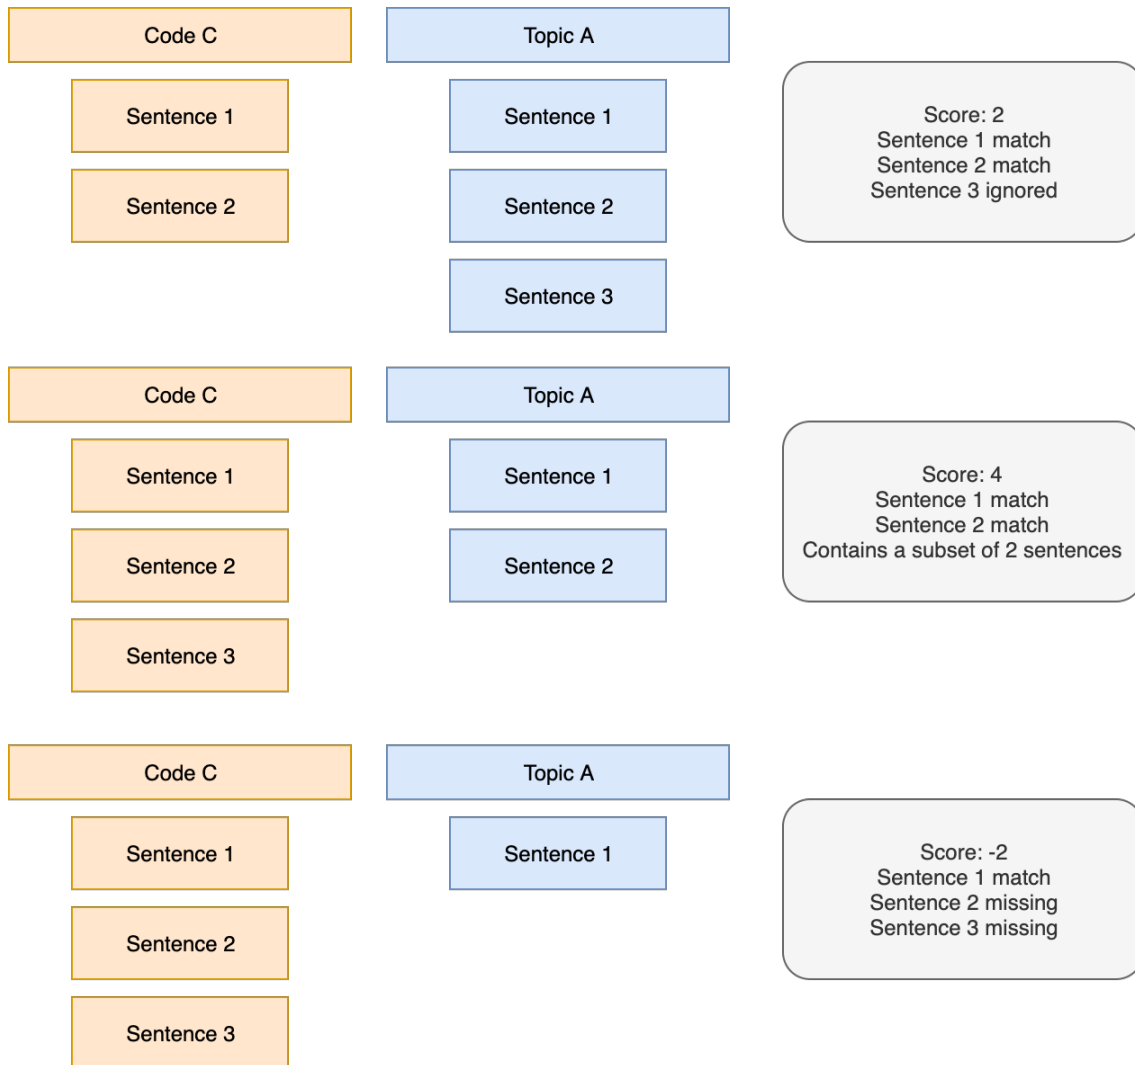 Code C
Topic A
Sentence 1
Sentence 1
Score: 2
Sentence 1 match
Sentence 2 match
Sentence 3 ignored
Sentence 2
Sentence 2
Sentence 3
Code C
Topic A
Sentence 1
Sentence 1
Score: 4
Sentence 1 match
Sentence 2 match
Contains a subset of 2 sentences
Sentence 2
Sentence 2
Sentence 3
Code C
Topic A
Sentence 1
Sentence 1
Score: -2
Sentence 1 match
Sentence 2 missing
Sentence 3 missing
Sentence 2
Sentence 3